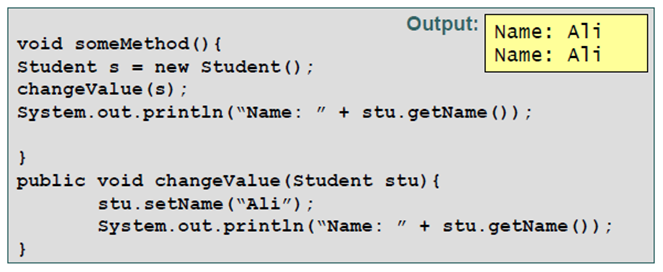 Output:
Name: Ali
Name: Ali
void someMethod(){
Student s = new Student();
changeValue(s);
System.out.println(“Name: ” + stu.getName());
}
public void changeValue(Student stu){
stu.setName(“Ali”);
System.out.println(“Name: ” + stu.getName());
}